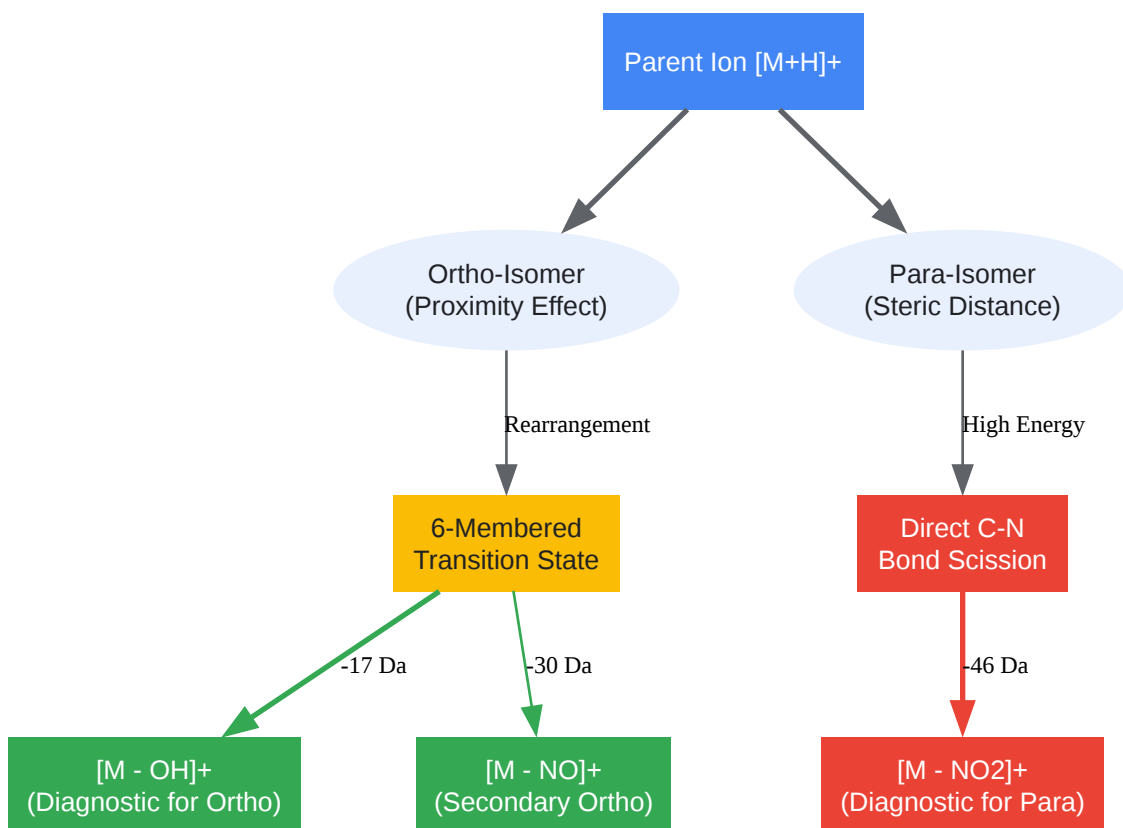 Parent Ion [M+H]+
Ortho-Isomer
(Proximity Effect)
Para-Isomer
(Steric Distance)
Rearrangement
High Energy
6-Membered
Transition State
Direct C-N
Bond Scission
-17 Da
-30 Da
-46 Da
[M - OH]+
(Diagnostic for Ortho)
[M - NO]+
(Secondary Ortho)
[M - NO2]+
(Diagnostic for Para)